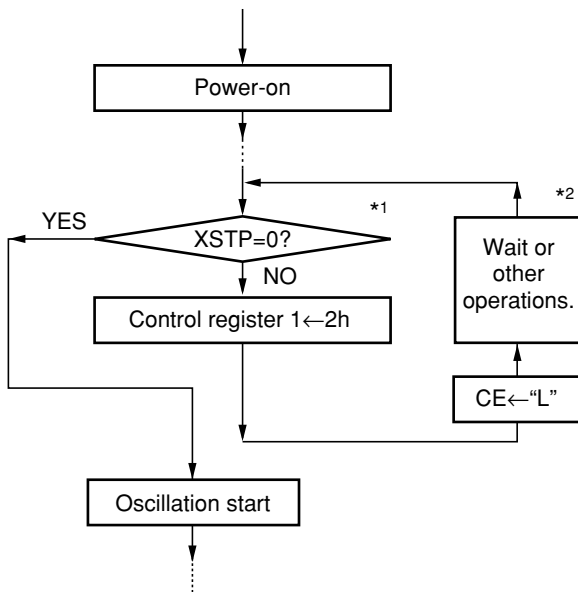 Power-on
*1
*2
YES
XSTP=0?
NO
Wait or
other
operations.
Control register 1←2h
CE←“L”
Oscillation start